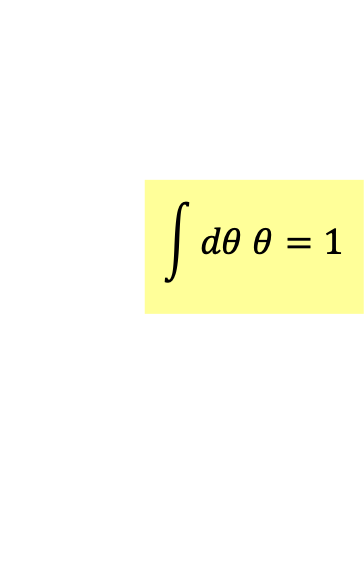 ∫ dθ θ = 1